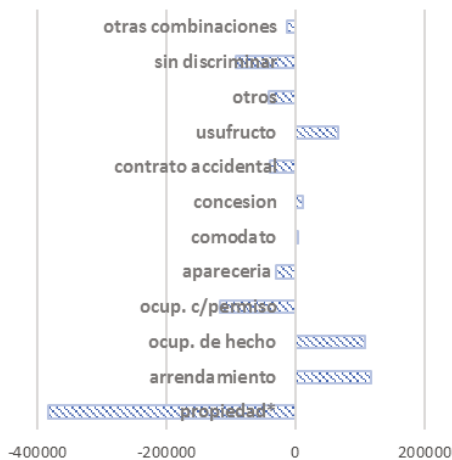 otras combinaciones
sin discriminar
otros
usufructo
contrato accidental
concesion
comodato
apareceria
ocup. c/permiso
ocup. de hecho
arrendamiento
propiedad*
-400000 -200000 0 200000